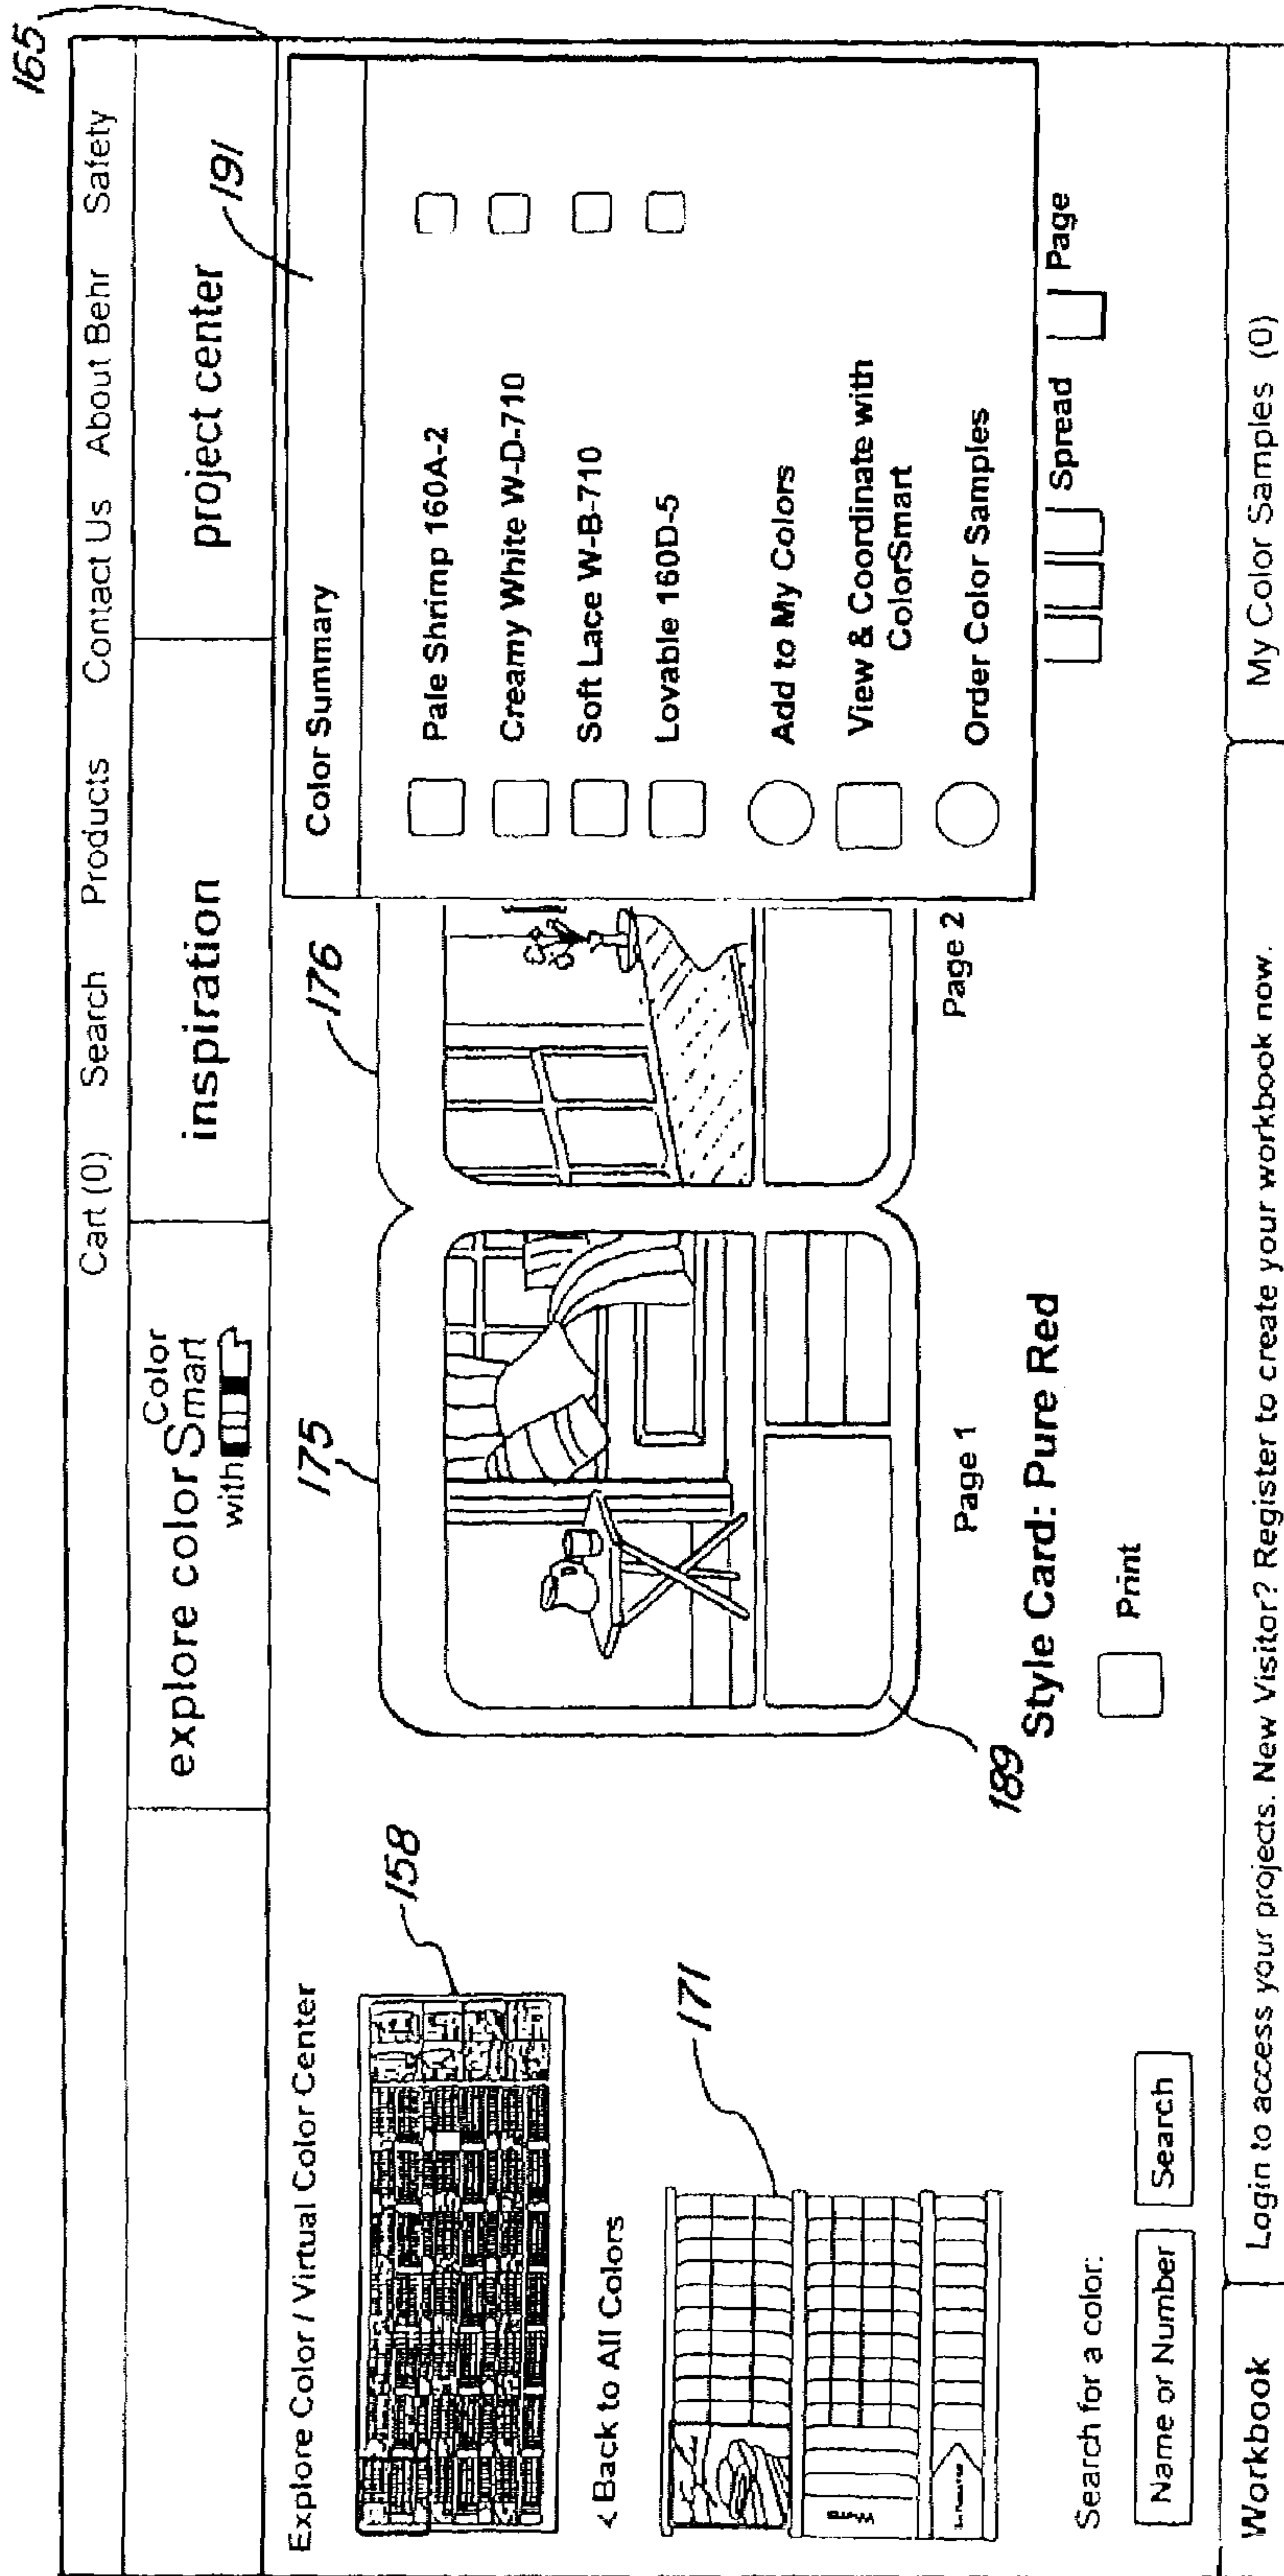 165
Cart (0) Search Products Contact Us About Behr Safety
explore color
with
Color
Smart
inspiration
project center
191
Explore Color / Virtual Color Center
158
175
176
Color Summary
Pale Shrimp 160A-2
Creamy White W-D-710
Soft Lace W-B-710
Lovable 160D-5
Add to My Colors
View & Coordinate with
ColorSmart
Order Color Samples
< Back to All Colors
171
189
Page 1
Page 2
Spread Page
Style Card: Pure Red
Print
Search for a color:
Name or Number Search
Workbook Login to access your projects. New Visitor? Register to create your workbook now. My Color Samples (0)